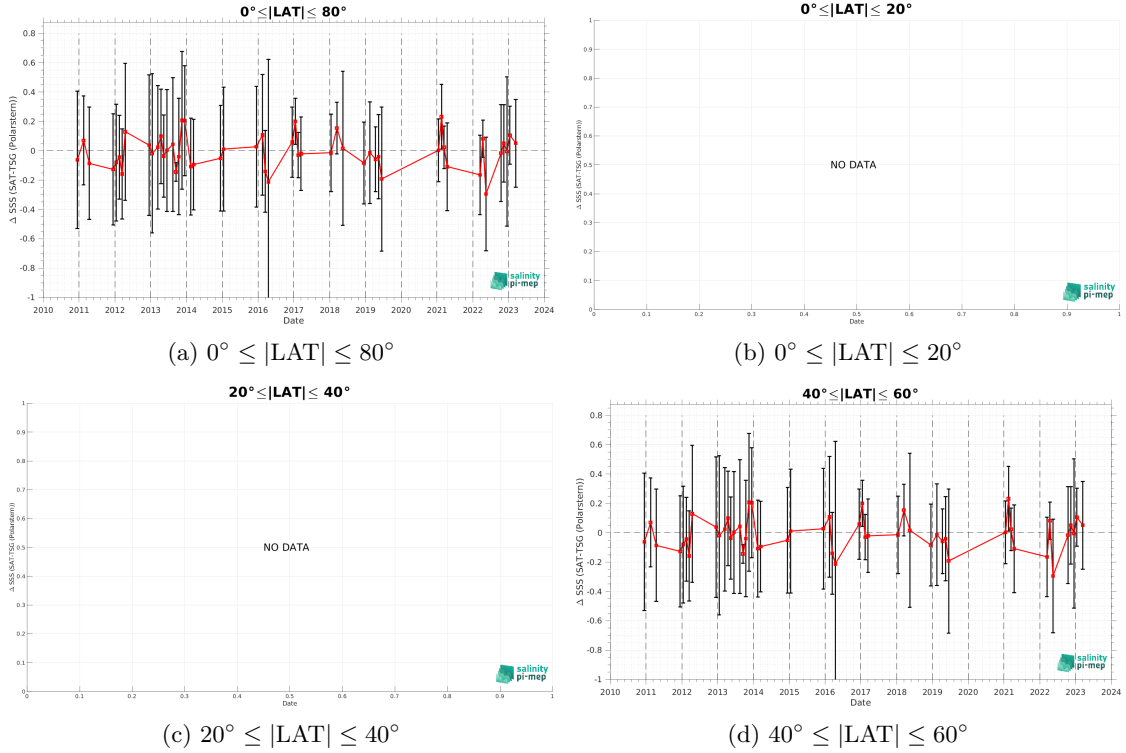 0°≤|LAT|≤ 80°
Δ SSS (SAT-TSG (Polarstern))
0.8
0.6
0.4
0.2
0
-0.2
-0.4
-0.6
-0.8
-1
2010 2011 2012 2013 2014 2015 2016 2017 2018 2019 2020 2021 2022 2023 2024
Date
salinity
pi-mep
(a) 0° ≤ |LAT| ≤ 80°
0°≤|LAT|≤ 20°
Δ SSS (SAT-TSG (Polarstern))
1
0.9
0.8
0.7
0.6
0.5
0.4
0.3
0.2
0.1
0
NO DATA
0 0.1 0.2 0.3 0.4 0.5 0.6 0.7 0.8 0.9 1
Date
salinity
pi-mep
(b) 0° ≤ |LAT| ≤ 20°
20°≤|LAT|≤ 40°
Δ SSS (SAT-TSG (Polarstern))
1
0.9
0.8
0.7
0.6
0.5
0.4
0.3
0.2
0.1
0
NO DATA
0 0.1 0.2 0.3 0.4 0.5 0.6 0.7 0.8 0.9 1
Date
salinity
pi-mep
(c) 20° ≤ |LAT| ≤ 40°
40°≤|LAT|≤ 60°
Δ SSS (SAT-TSG (Polarstern))
0.8
0.6
0.4
0.2
0
-0.2
-0.4
-0.6
-0.8
-1
2010 2011 2012 2013 2014 2015 2016 2017 2018 2019 2020 2021 2022 2023 2024
Date
salinity
pi-mep
(d) 40° ≤ |LAT| ≤ 60°